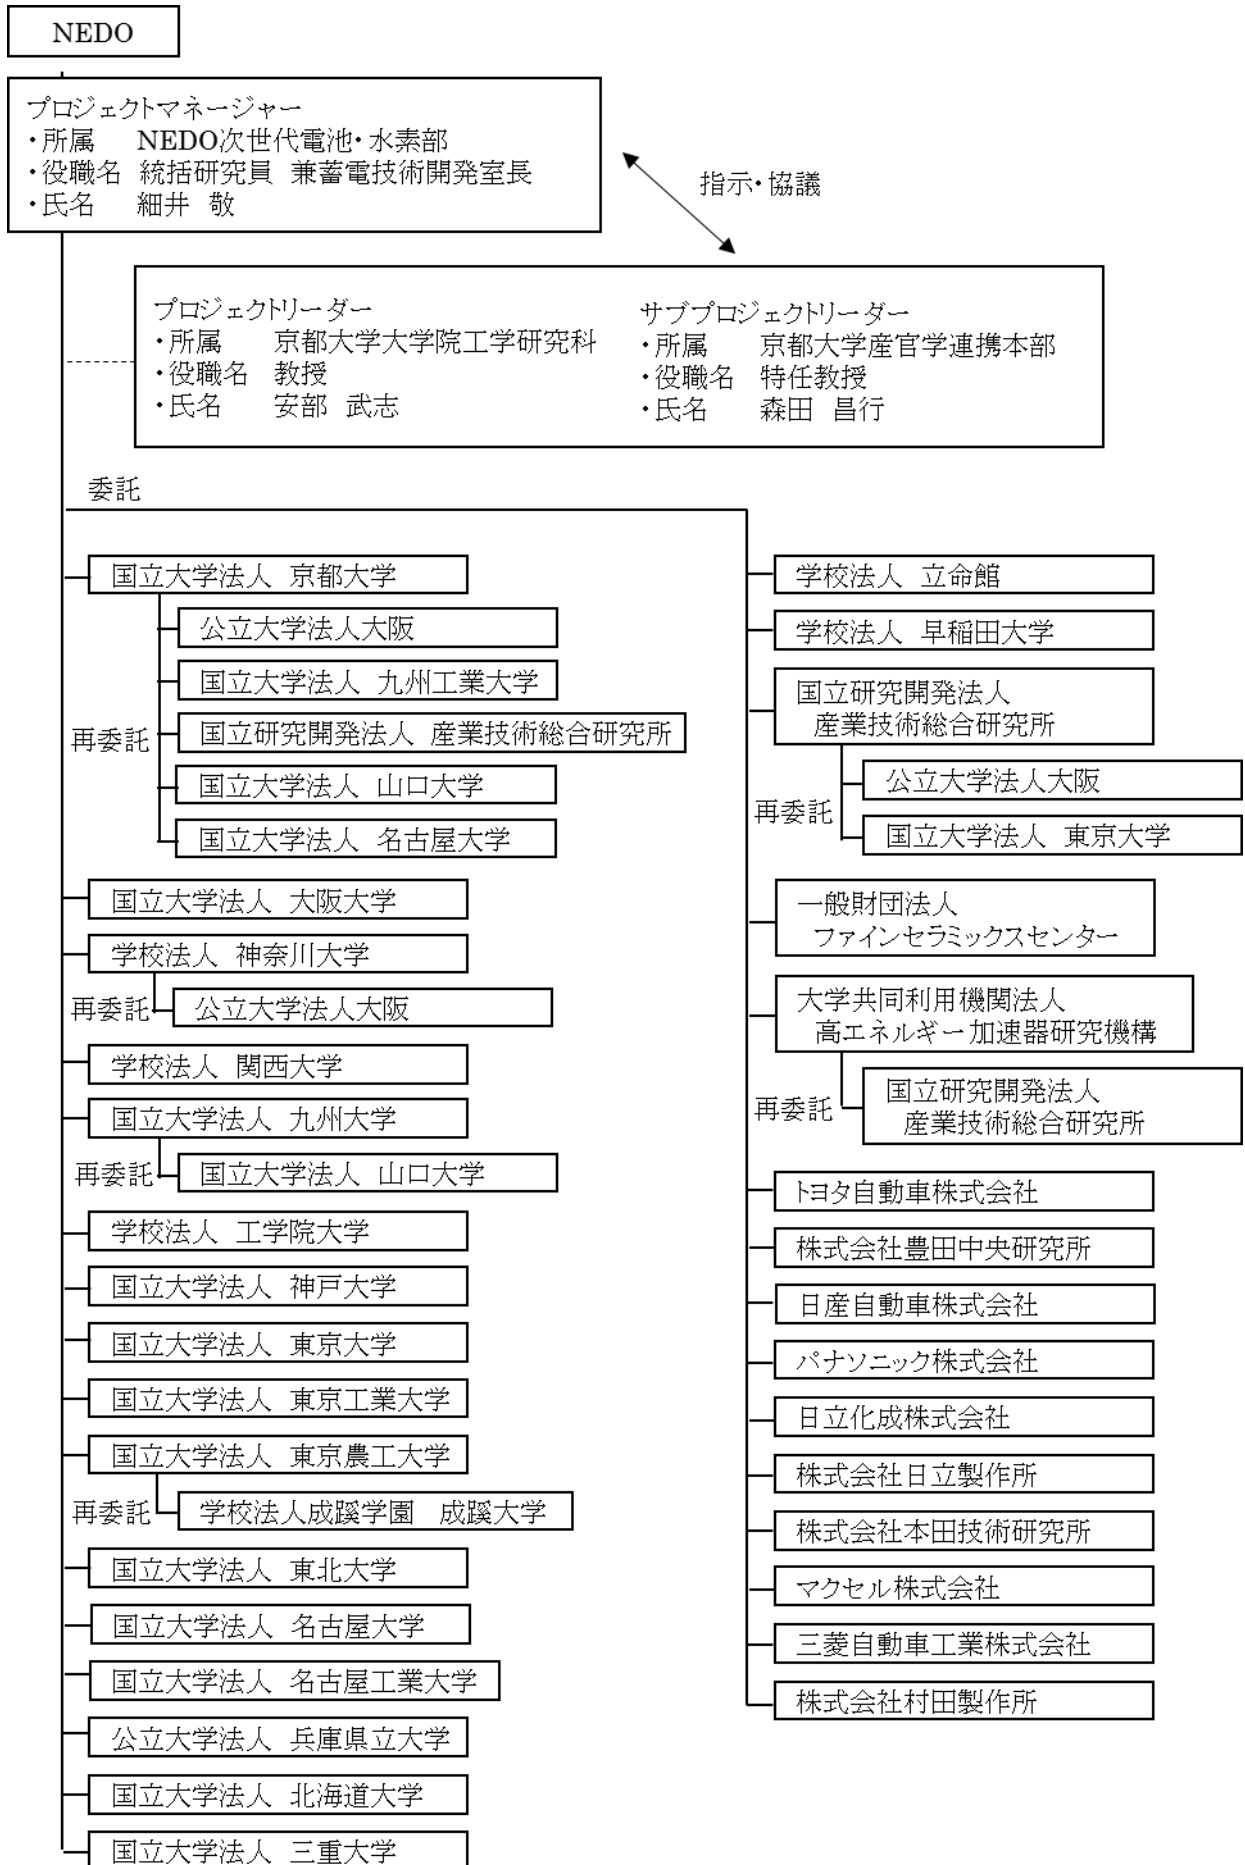 NEDO
プロジェクトマネージャー
・所属 NEDO次世代電池・水素部
・役職名 統括研究員 兼蓄電技術開発室長
・氏名 細井 敬
指示・協議
プロジェクトリーダー
・所属 京都大学大学院工学研究科
・役職名 教授
・氏名 安部 武志
サブプロジェクトリーダー
・所属 京都大学産官学連携本部
・役職名 特任教授
・氏名 森田 昌行
委託
国立大学法人 京都大学
公立大学法人大阪
国立大学法人 九州工業大学
再委託
国立研究開発法人 産業技術総合研究所
国立大学法人 山口大学
国立大学法人 名古屋大学
国立大学法人 大阪大学
学校法人 神奈川大学
再委託
公立大学法人大阪
学校法人 関西大学
国立大学法人 九州大学
再委託
国立大学法人 山口大学
学校法人 工学院大学
国立大学法人 神戸大学
国立大学法人 東京大学
国立大学法人 東京工業大学
国立大学法人 東京農工大学
再委託
学校法人成蹊学園 成蹊大学
国立大学法人 東北大学
国立大学法人 名古屋大学
国立大学法人 名古屋工業大学
公立大学法人 兵庫県立大学
国立大学法人 北海道大学
国立大学法人 三重大学
学校法人 立命館
学校法人 早稲田大学
国立研究開発法人
産業技術総合研究所
再委託
公立大学法人大阪
国立大学法人 東京大学
一般財団法人
ファインセラミックスセンター
大学共同利用機関法人
高エネルギー加速器研究機構
再委託
国立研究開発法人
産業技術総合研究所
トヨタ自動車株式会社
株式会社豊田中央研究所
日産自動車株式会社
パナソニック株式会社
日立化成株式会社
株式会社日立製作所
株式会社本田技術研究所
マクセル株式会社
三菱自動車工業株式会社
株式会社村田製作所